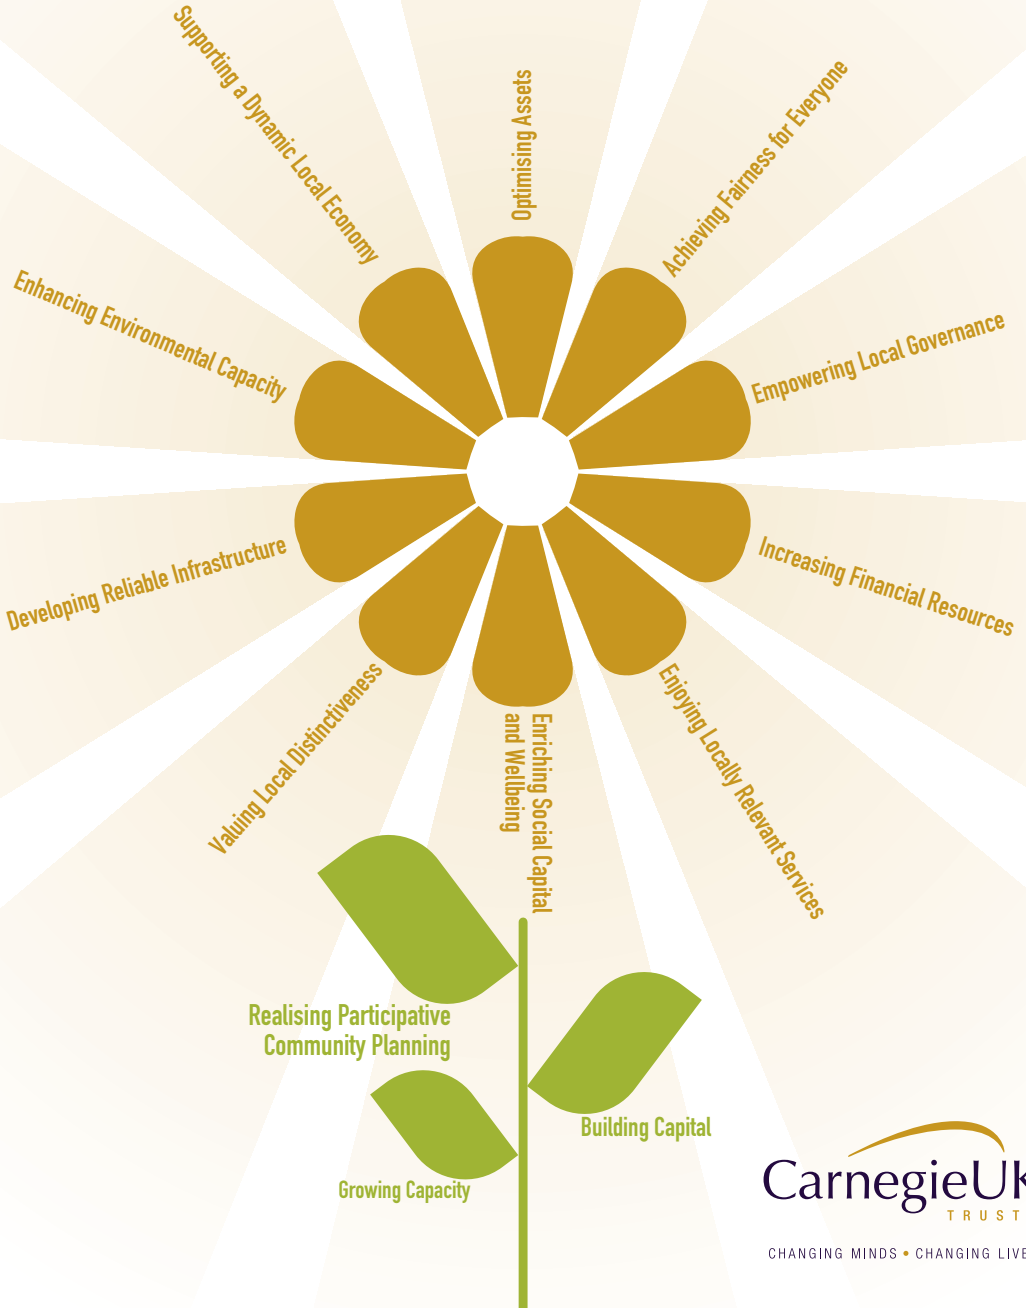 Supporting a Dynamic Local Economy
Optimising Assets
Achieving Fairness for Everyone
Enhancing Environmental Capacity
Empowering Local Governance
Developing Reliable Infrastructure
Increasing Financial Resources
Valuing Local Distinctiveness
Enriching Social Capital
and Wellbeing
Enjoying Locally Relevant Services
Realising Participative
Community Planning
Building Capital
Growing Capacity
CarnegieUK
TRUST
CHANGING MINDS • CHANGING LIVE